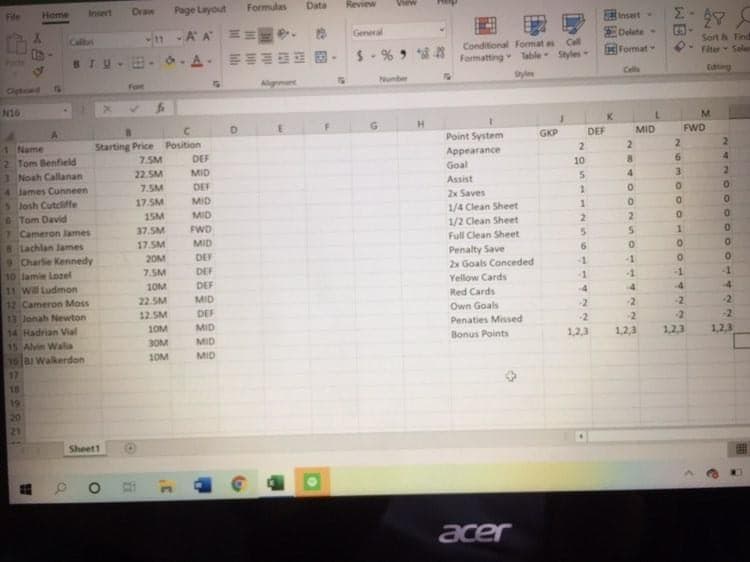 File Home Insert Draw Page Layout Formulas Data Review View Help
Calibri 11 A A General Insert
Conditional Format as Cell Delete Sort & Find
B I U A $ % 9 Formatting Table Styles Format Filter Sele
Clipboard Font Alignment Number Styles Cells Editing
N16 fx
A B C D E F G H I J K L M
1 Name Starting Price Position Point System GKP DEF MID FWD
2 Tom Benfield 7.5M DEF Appearance 2 2 2 2
3 Noah Callanan 22.5M MID Goal 10 8 6 4
4 James Cunneen 7.5M DEF Assist 5 4 3 2
5 Josh Cutcliffe 17.5M MID 2x Saves 1 0 0 0
6 Tom David 15M MID 1/4 Clean Sheet 1 0 0 0
7 Cameron James 37.5M FWD 1/2 Clean Sheet 2 2 0 0
8 Lachlan James 17.5M MID Full Clean Sheet 5 5 1 0
9 Charlie Kennedy 20M DEF Penalty Save 6 0 0 0
10 Jamie Lozel 7.5M DEF 2x Goals Conceded -1 -1 0 0
11 Will Ludmon 10M DEF Yellow Cards -1 -1 -1 -1
12 Cameron Moss 22.5M MID Red Cards -4 -4 -4 -4
13 Jonah Newton 12.5M DEF Own Goals -2 -2 -2 -2
14 Hadrian Vial 10M MID Penaties Missed -2 -2 -2 -2
15 Alvin Walia 30M MID Bonus Points 1,2,3 1,2,3 1,2,3 1,2,3
16 BJ Walkerdon 10M MID
17
18
19
20
21
Sheet1
acer